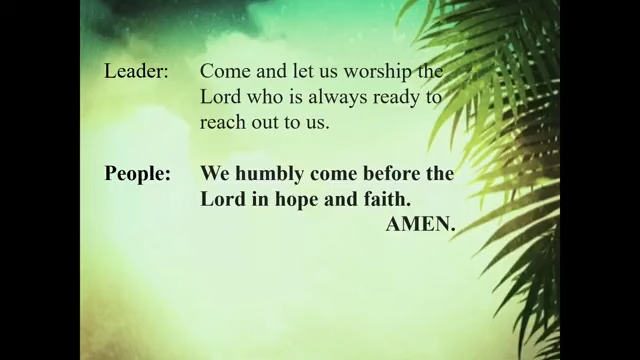 Leader: Come and let us worship the
Lord who is always ready to
reach out to us.
People: We humbly come before the
Lord in hope and faith.
AMEN.